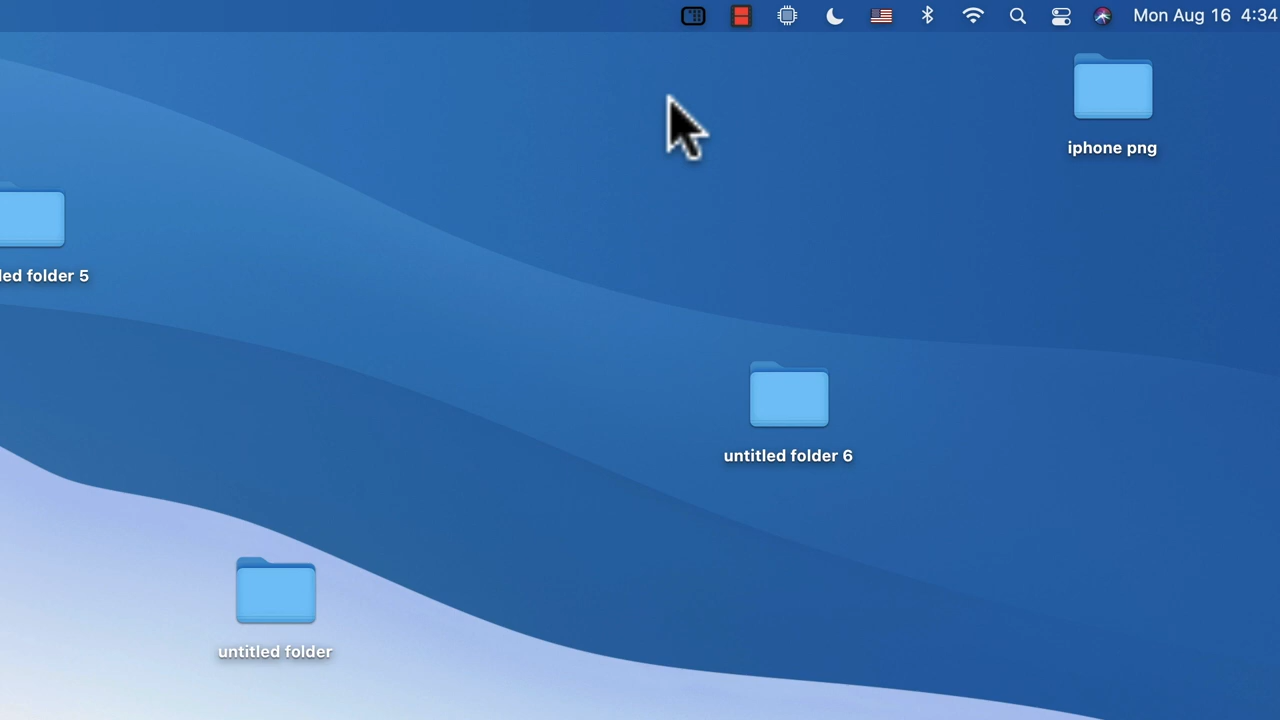 Mon Aug 16 4:34
iphone png
led folder 5
untitled folder 6
untitled folder